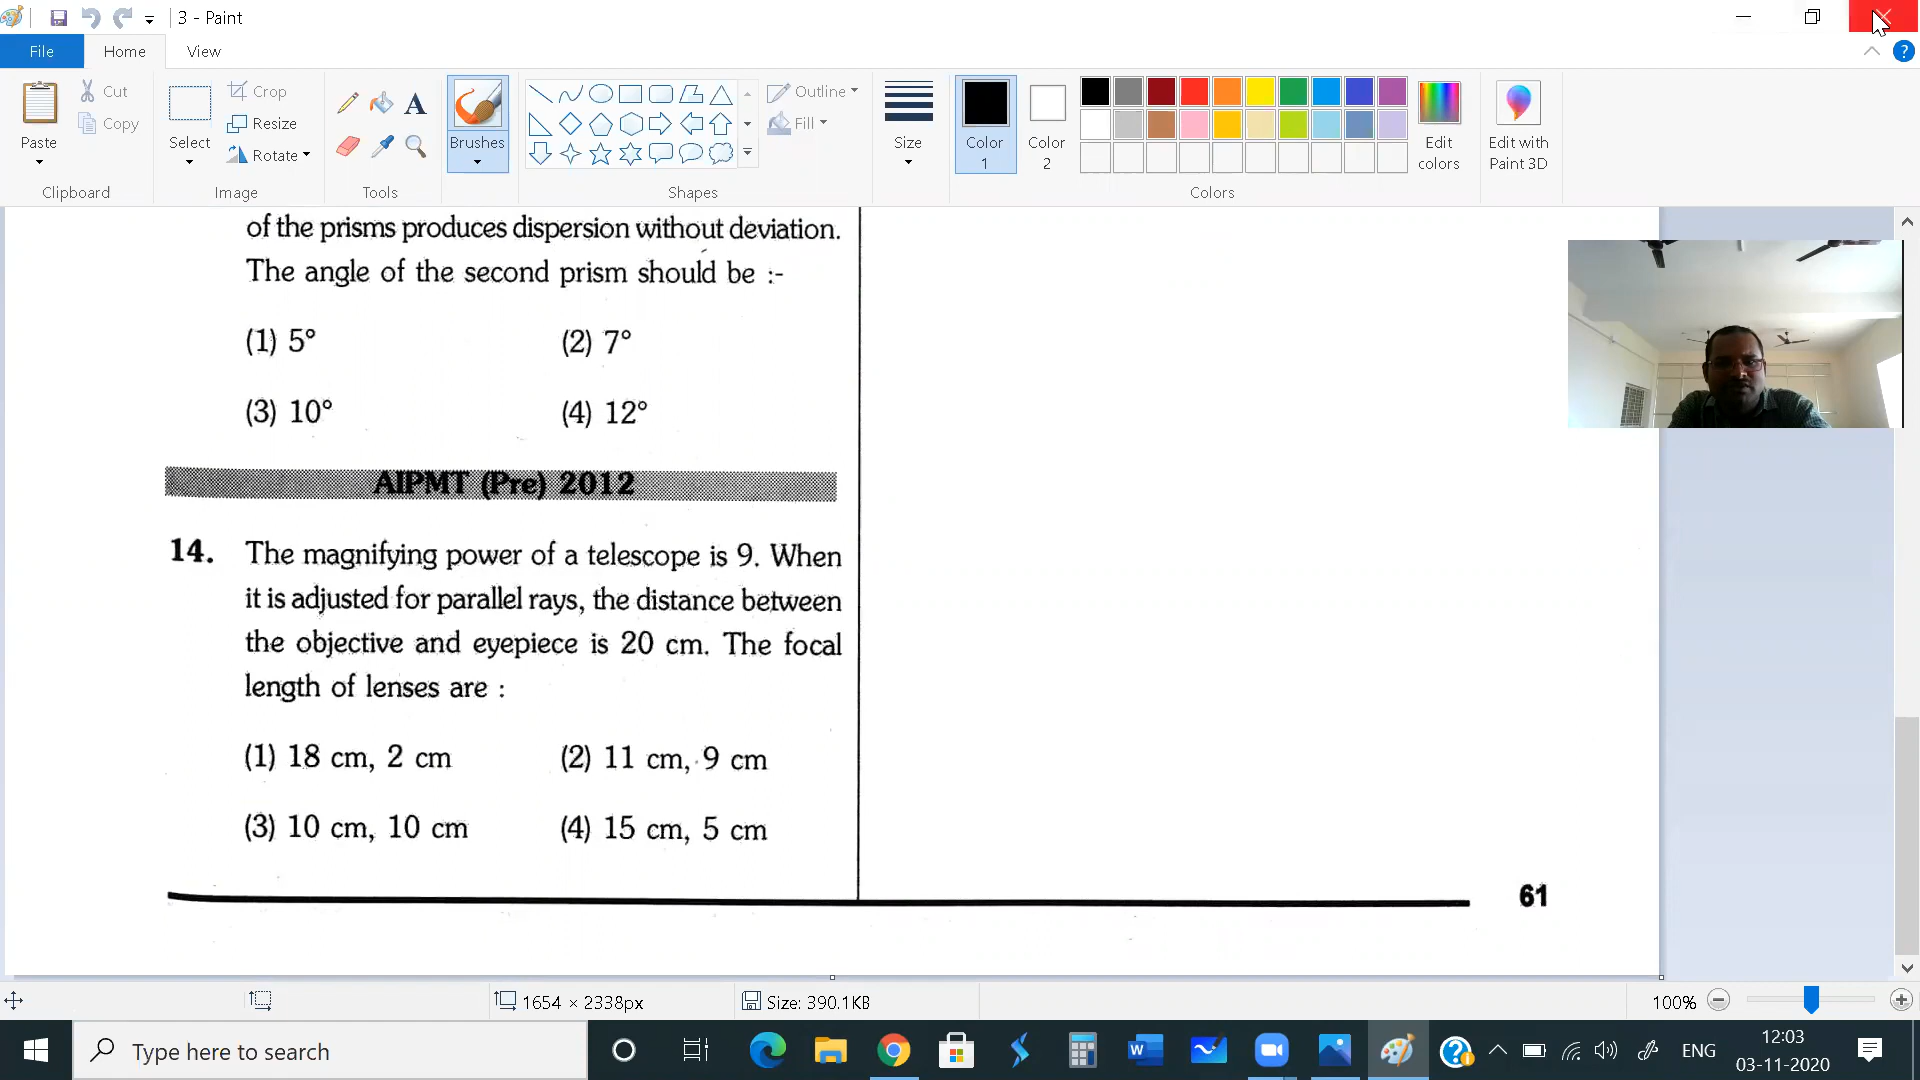 3 - Paint
File
Home
View
Paste
Cut
Copy
Clipboard
Select
Crop
Resize
Rotate
Image
A
Tools
Brushes
Shapes
Outline
Fill
Size
Color
1
Color
2
Colors
Edit
colors
Edit with
Paint 3D
?
of the prisms produces dispersion without deviation.
The angle of the second prism should be :-
(1) 5° (2) 7°
(3) 10° (4) 12°
AIPMT (Pre) 2012
14. The magnifying power of a telescope is 9. When
it is adjusted for parallel rays, the distance between
the objective and eyepiece is 20 cm. The focal
length of lenses are :
(1) 18 cm, 2 cm (2) 11 cm, 9 cm
(3) 10 cm, 10 cm (4) 15 cm, 5 cm
61
1654 × 2338px
Size: 390.1KB
100%
Type here to search
W
?
ENG
12:03
03-11-2020